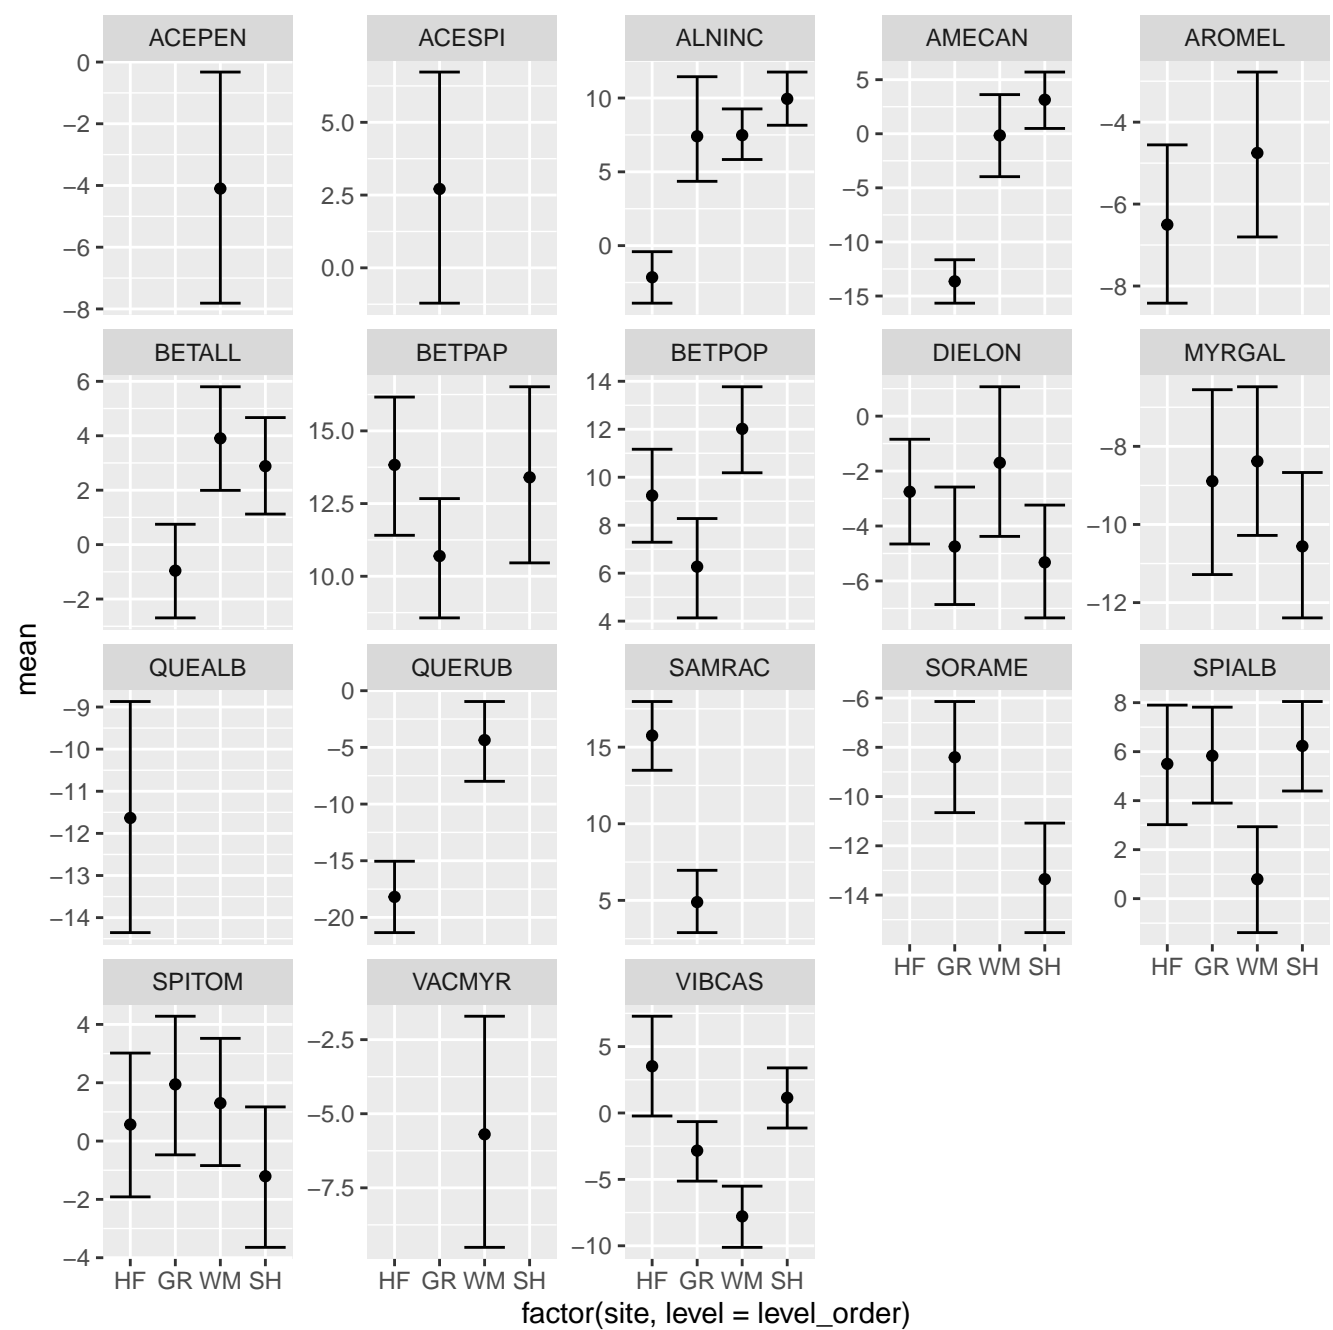 ACEPEN ACESPI ALNINC AMECAN AROMEL
0 −2 −4 −6 −8
5.0 2.5 0.0
10 5 0
5 0 −5 −10 −15
−4 −6 −8
BETALL BETPAP BETPOP DIELON MYRGAL
6 4 2 0 −2
15.0 12.5 10.0
14 12 10 8 6 4
0 −2 −4 −6
−8 −10 −12
mean
QUEALB QUERUB SAMRAC SORAME SPIALB
−9 −10 −11 −12 −13 −14
0 −5 −10 −15 −20
15 10 5
−6 −8 −10 −12 −14
8 6 4 2 0
HF GR WM SH HF GR WM SH
SPITOM VACMYR VIBCAS
4 2 0 −2 −4
−2.5 −5.0 −7.5
5 0 −5 −10
HF GR WM SH HF GR WM SH HF GR WM SH
factor(site, level = level_order)